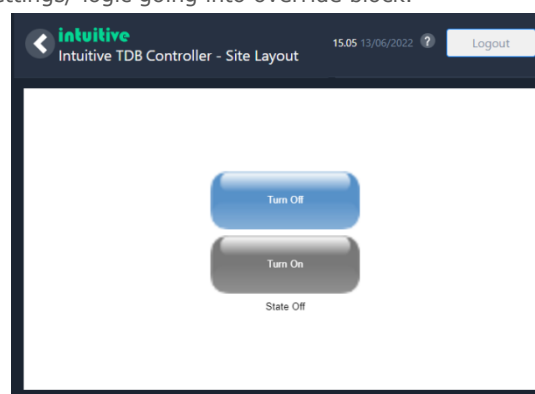 settings/ logic going into override block.
intuitive
Intuitive TDB Controller - Site Layout
15.05 13/06/2022 ?
Logout
Turn Off
Turn On
State Off